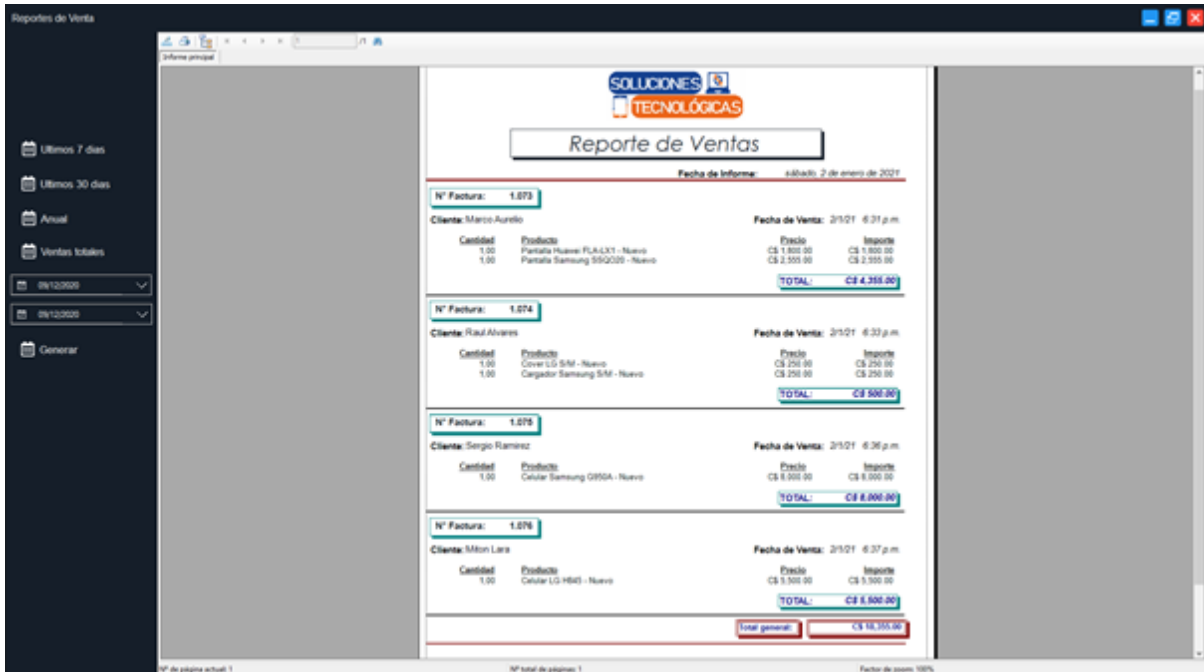 Reportes de Venta
Informe principal
Ultimos 7 dias
Ultimos 30 dias
Anual
Ventas totales
09/12/2020
09/12/2020
Generar
SOLUCIONES
TECNOLÓGICAS
Reporte de Ventas
Fecha de Informe: sábado, 2 de enero de 2021
N° Factura: 1.073
Cliente: Marco Aurelio Fecha de Venta: 2/1/21 6:31 p.m.
Cantidad Producto Precio Importe
1,00 Pantalla Huawei FLA-LX1 - Nuevo C$ 1,800.00 C$ 1,800.00
1,00 Pantalla Samsung - Nuevo C$ 2,555.00 C$ 2,555.00
TOTAL: C$ 4,355.00
N° Factura: 1.074
Cliente: Raul Alvares Fecha de Venta: 2/1/21 6:33 p.m.
Cantidad Producto Precio Importe
1,00 Cover LG S/M - Nuevo C$ 250.00 C$ 250.00
1,00 Cargador Samsung S/M - Nuevo C$ 250.00 C$ 250.00
TOTAL: C$ 500.00
N° Factura: 1.075
Cliente: Sergio Ramirez Fecha de Venta: 2/1/21 6:36 p.m.
Cantidad Producto Precio Importe
1,00 Celular Samsung G950A - Nuevo C$ 8,000.00 C$ 8,000.00
TOTAL: C$ 8,000.00
N° Factura: 1.076
Cliente: Milton Lara Fecha de Venta: 2/1/21 6:37 p.m.
Cantidad Producto Precio Importe
1,00 Celular LG - Nuevo C$ 5,500.00 C$ 5,500.00
TOTAL: C$ 5,500.00
Total general: C$ 18,355.00
N° de página actual: 1 N° total de páginas: 1 Factor de zoom: 100%